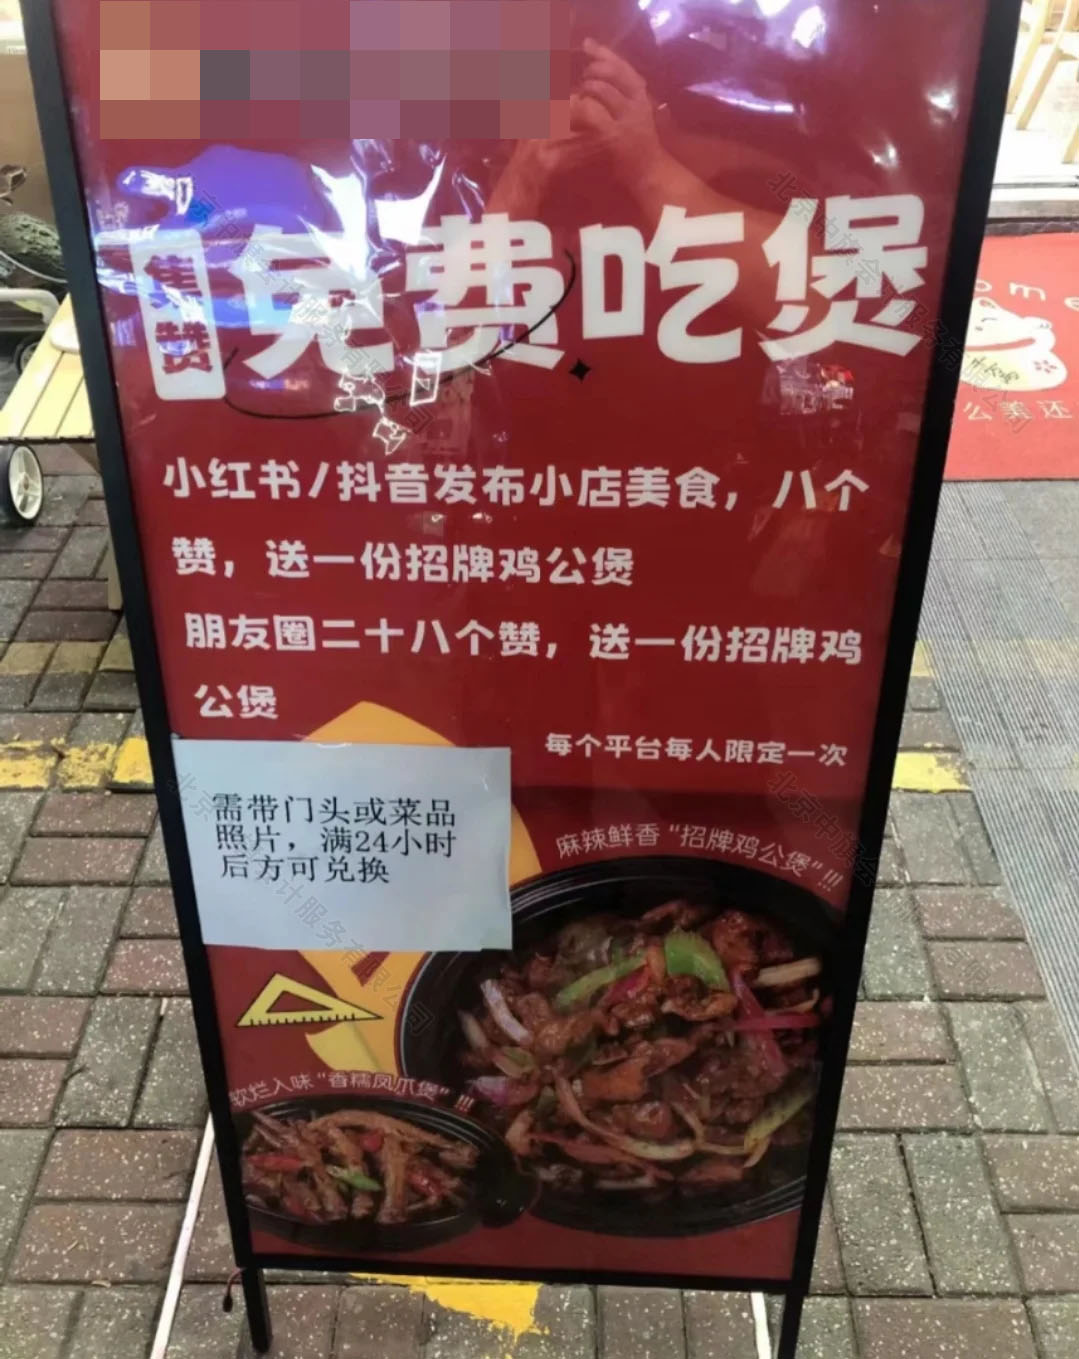 集赞
免费吃煲
小红书/抖音发布小店美食，八个
赞，送一份招牌鸡公煲
朋友圈二十八个赞，送一份招牌鸡
公煲
每个平台每人限定一次
需带门头或菜品
照片，满24小时
后方可兑换
麻辣鲜香“招牌鸡公煲”!!!
软烂入味“香糯凤爪煲”!!!
ome
公美还